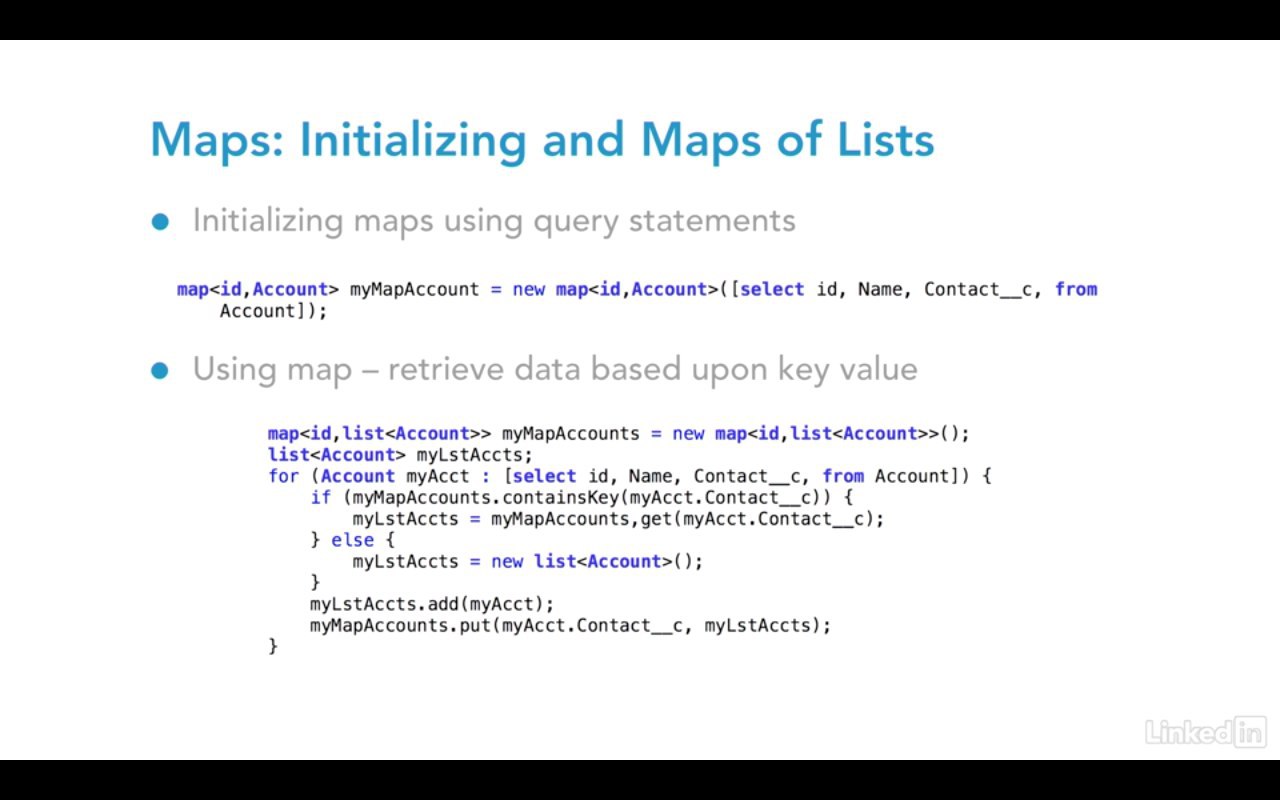 Maps: Initializing and Maps of Lists
● Initializing maps using query statements
map<id,Account> myMapAccount = new map<id,Account>([select id, Name, Contact__c, from
    Account]);
● Using map – retrieve data based upon key value
map<id,list<Account>> myMapAccounts = new map<id,list<Account>>();
list<Account> myLstAccts;
for (Account myAcct : [select id, Name, Contact__c, from Account]) {
    if (myMapAccounts.containsKey(myAcct.Contact__c)) {
        myLstAccts = myMapAccounts,get(myAcct.Contact__c);
    } else {
        myLstAccts = new list<Account>();
    }
    myLstAccts.add(myAcct);
    myMapAccounts.put(myAcct.Contact__c, myLstAccts);
}
Linked in